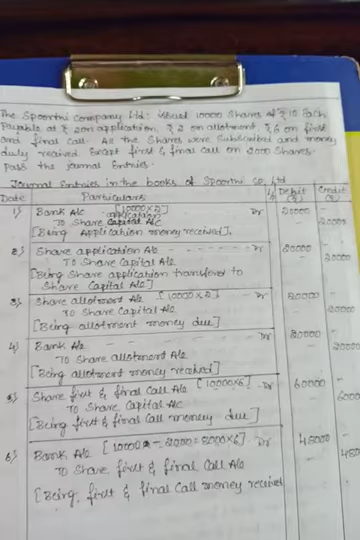 The Spoorthi Company Ltd: issued 10000 Shares of ₹ 10 Each
Payable at ₹ 2 on application, ₹ 2 on allotment, ₹ 6 on first
and final call. All the Shares were Subscribed and money
duly received Except first & final Call on 2000 Shares.
Pass the Journal Entries.
Journal Entries in the books of Spoorthi Co Ltd
Date Particulars L/F Debit (₹) Credit (₹)
1) Bank A/c [10000×2] Dr 20000
To Share Capital A/c application 20000
[Being Application money received].
2) Share application A/c - - - - - - Dr 20000
To Share Capital A/c 20000
[Being Share application transfer to
Share Capital A/c]
3) Share allotment A/c [10000×2] - Dr 20000
To Share Capital A/c 20000
[Being allotment money due]
4) Bank A/c - - - - Dr 20000
To Share allotment A/c 20000
[Being allotment money received]
5) Share first & final Call A/c [10000×6] - Dr 60000
To Share Capital A/c 6000
[Being first & final Call money due]
6) Bank A/c [10000 - 2000 = 8000×6] Dr 48000
To Share first & final Call A/c 480
[Being first & final Call money received